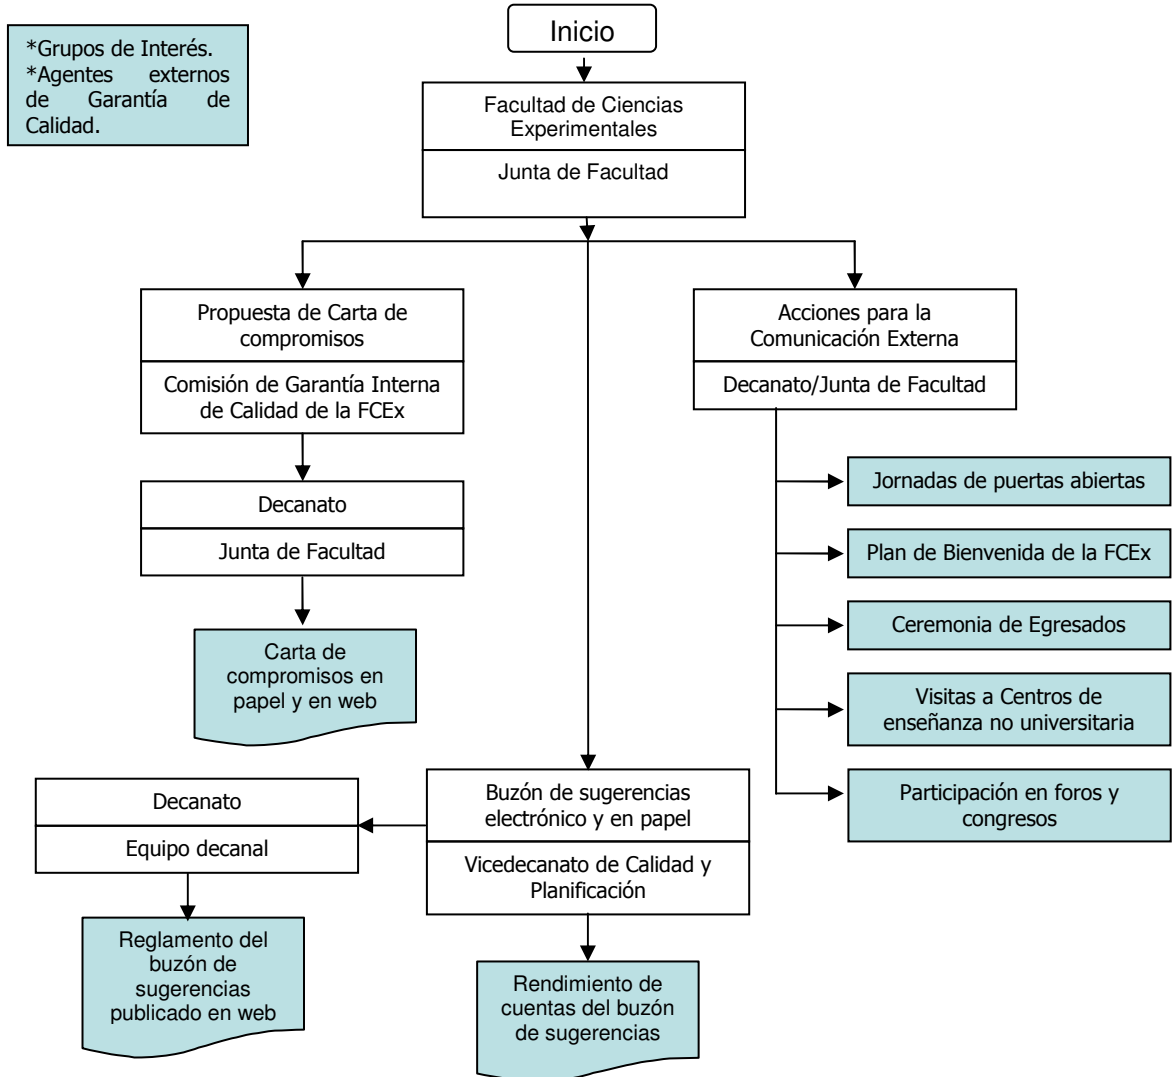 *Grupos de Interés.
*Agentes externos
de Garantía de
Calidad.
Inicio
Facultad de Ciencias
Experimentales
Junta de Facultad
Propuesta de Carta de
compromisos
Comisión de Garantía Interna
de Calidad de la FCEx
Decanato
Junta de Facultad
Carta de
compromisos en
papel y en web
Acciones para la
Comunicación Externa
Decanato/Junta de Facultad
Jornadas de puertas abiertas
Plan de Bienvenida de la FCEx
Ceremonia de Egresados
Visitas a Centros de
enseñanza no universitaria
Participación en foros y
congresos
Buzón de sugerencias
electrónico y en papel
Vicedecanato de Calidad y
Planificación
Decanato
Equipo decanal
Reglamento del
buzón de
sugerencias
publicado en web
Rendimiento de
cuentas del buzón
de sugerencias